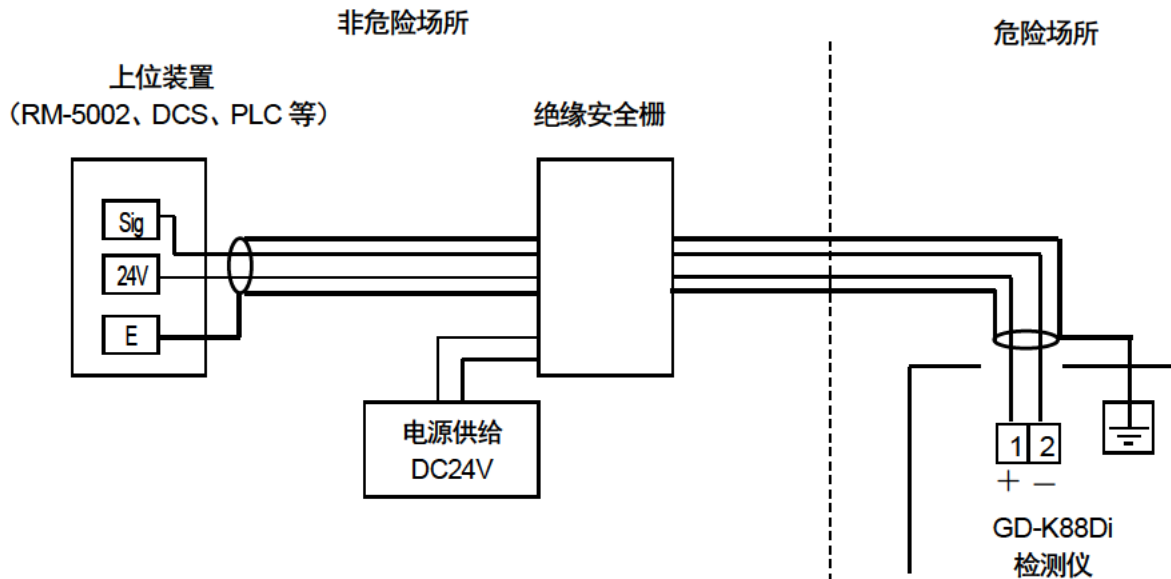 非危险场所
危险场所
上位装置
（RM-5002、DCS、PLC 等）
绝缘安全栅
Sig
24V
E
电源供给
DC24V
1 2
＋ －
GD-K88Di
检测仪